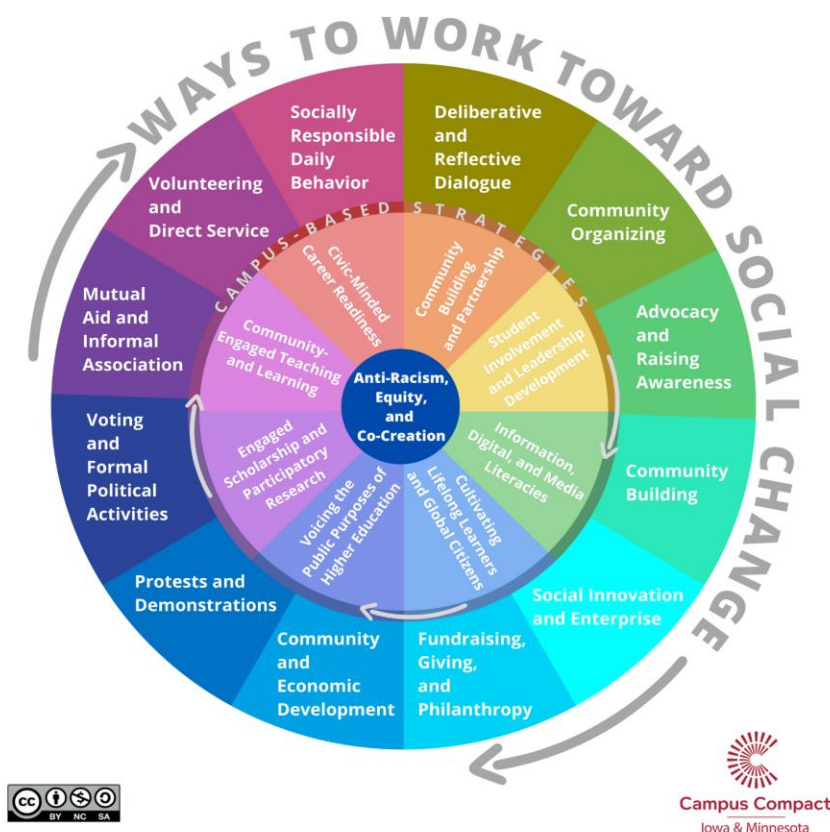 WAYS TO WORK TOWARD SOCIAL CHANGE
Deliberative
and
Reflective
Dialogue
Community
Organizing
Advocacy
and
Raising
Awareness
Community
Building
Social Innovation
and Enterprise
Fundraising,
Giving,
and
Philanthropy
Community
and
Economic
Development
Protests and
Demonstrations
Voting
and
Formal
Political
Activities
Mutual
Aid and
Informal
Association
Volunteering
and
Direct Service
Socially
Responsible
Daily
Behavior
CAMPUS-BASED STRATEGIES
Community
Building
and Partnership
Student
Involvement
and Leadership
Development
Information,
Digital, and Media
Literacies
Cultivating
Lifelong Learners
and Global Citizens
Voicing the
Public Purposes of
Higher Education
Engaged
Scholarship and
Participatory
Research
Community-
Engaged Teaching
and Learning
Civic-Minded
Career Readiness
Anti-Racism,
Equity,
and
Co-Creation
cc
BY NC SA
Campus Compact
Iowa & Minnesota